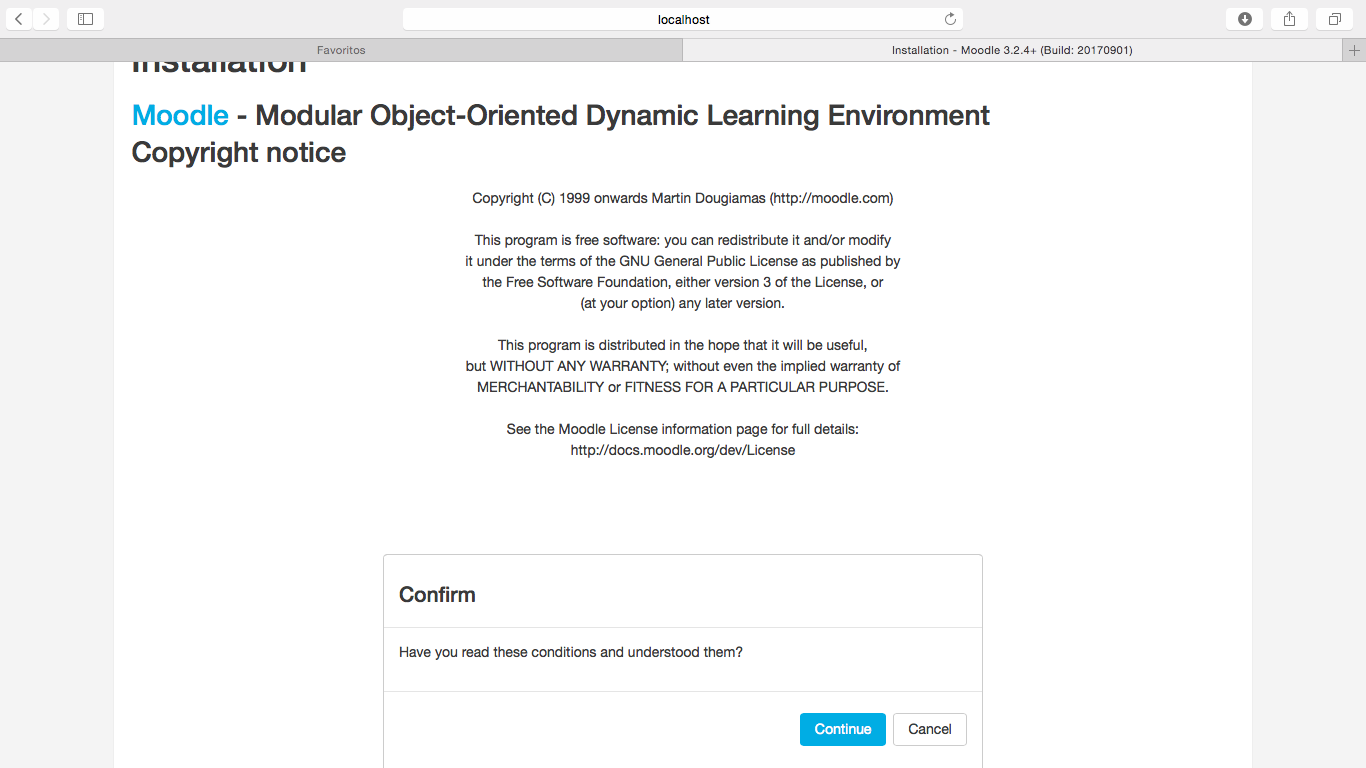 localhost
Favoritos
Installation - Moodle 3.2.4+ (Build: 20170901)
Installation
Moodle - Modular Object-Oriented Dynamic Learning Environment
Copyright notice
Copyright (C) 1999 onwards Martin Dougiamas (http://moodle.com)
This program is free software: you can redistribute it and/or modify
it under the terms of the GNU General Public License as published by
the Free Software Foundation, either version 3 of the License, or
(at your option) any later version.
This program is distributed in the hope that it will be useful,
but WITHOUT ANY WARRANTY; without even the implied warranty of
MERCHANTABILITY or FITNESS FOR A PARTICULAR PURPOSE.
See the Moodle License information page for full details:
http://docs.moodle.org/dev/License
Confirm
Have you read these conditions and understood them?
Continue
Cancel